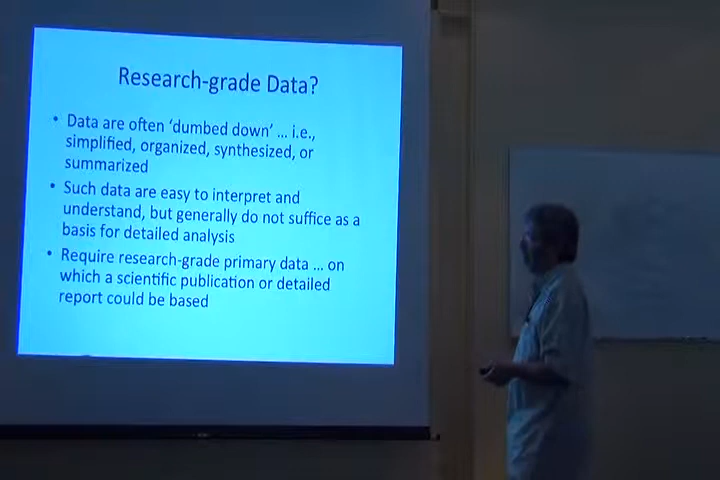 Research-grade Data?
• Data are often 'dumbed down' ... i.e.,
simplified, organized, synthesized, or
summarized
• Such data are easy to interpret and
understand, but generally do not suffice as a
basis for detailed analysis
• Require research-grade primary data ... on
which a scientific publication or detailed
report could be based